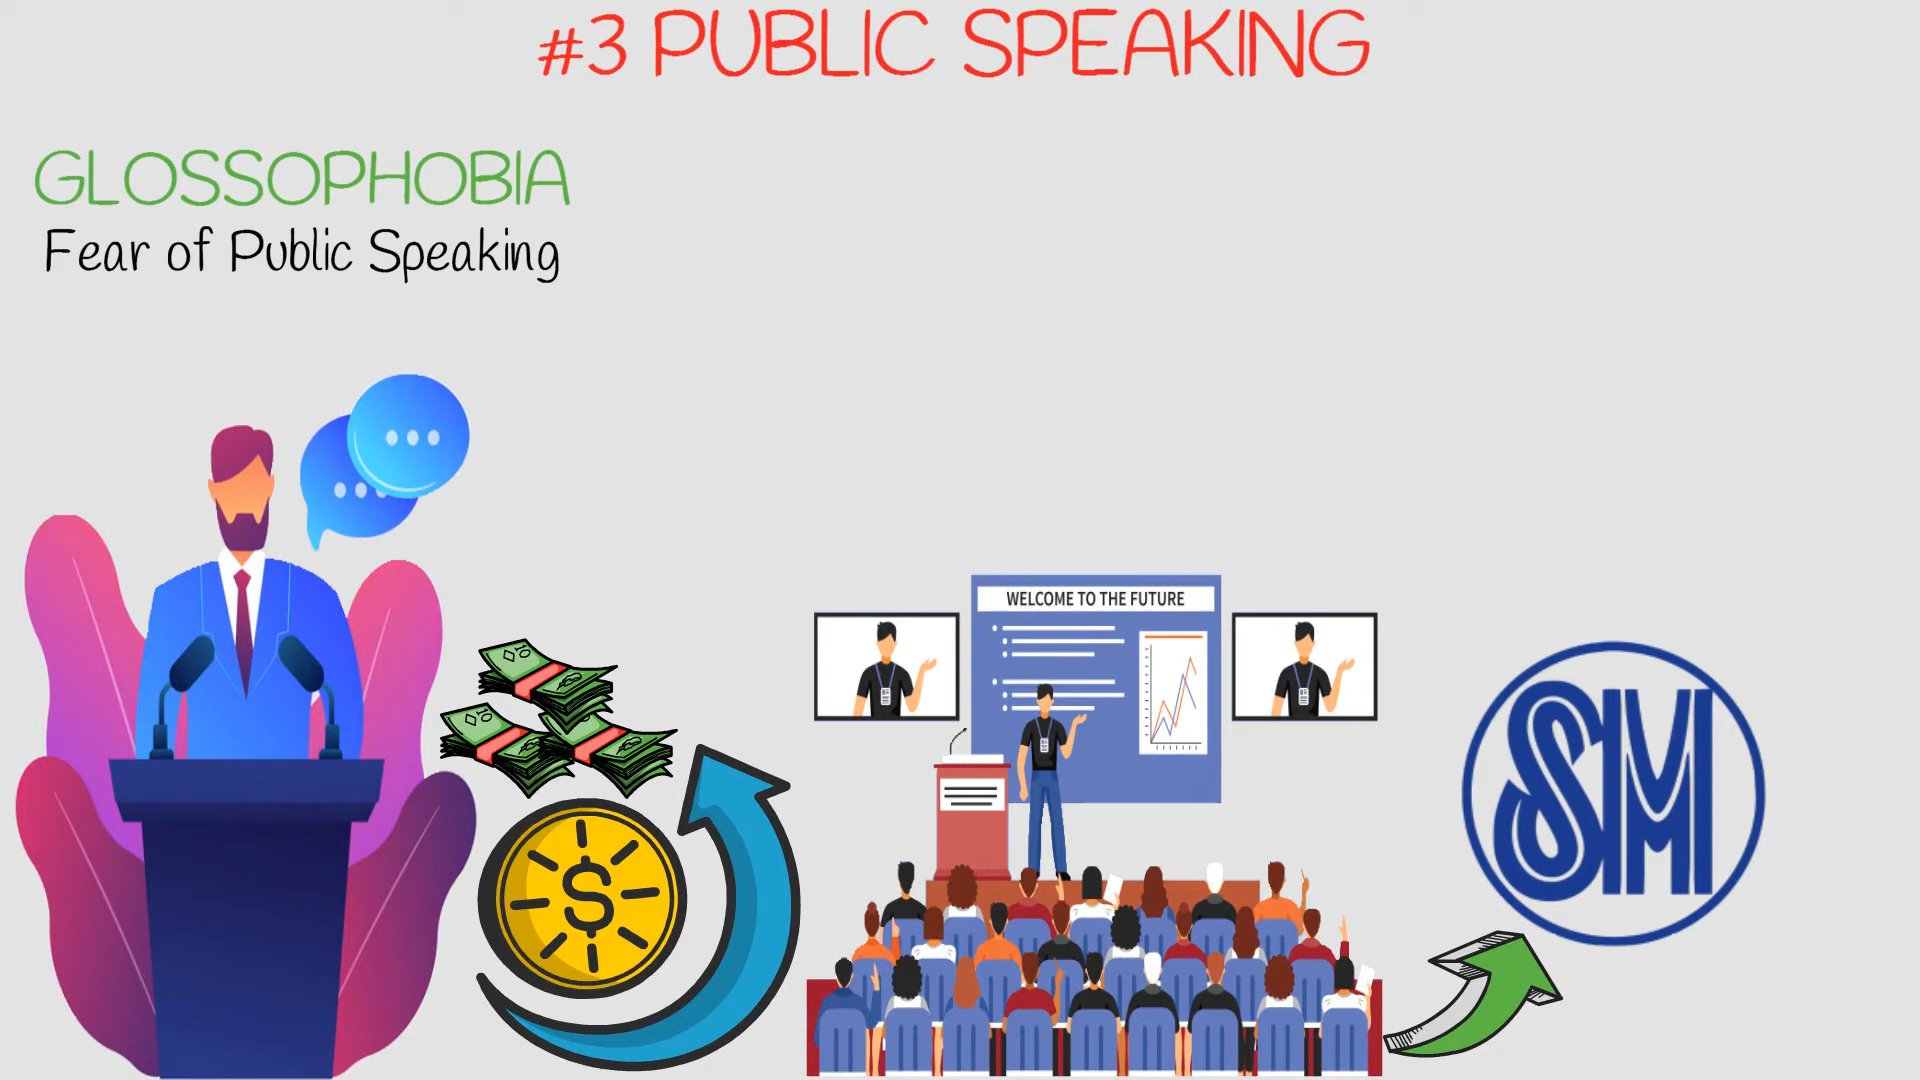 #3 PUBLIC SPEAKING
GLOSSOPHOBIA
Fear of Public Speaking
WELCOME TO THE FUTURE
$
SM